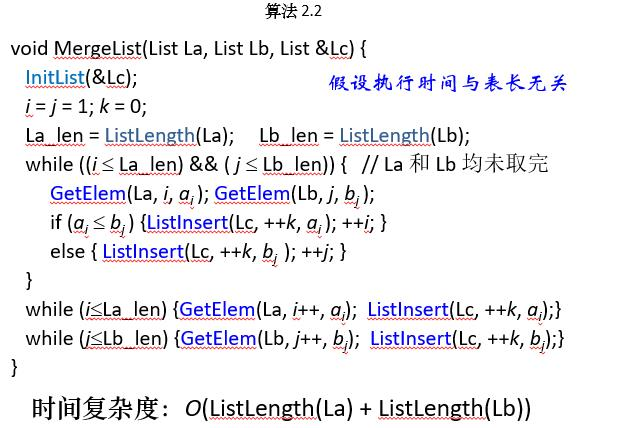 算法 2.2
void MergeList(List La, List Lb, List &Lc) {
InitList(&Lc);
假设执行时间与表长无关
i = j = 1; k = 0;
La_len = ListLength(La); Lb_len = ListLength(Lb);
while ((i ≤ La_len) && ( j ≤ Lb_len)) { // La 和 Lb 均未取完
GetElem(La, i, ai); GetElem(Lb, j, bj);
if (ai ≤ bj) {ListInsert(Lc, ++k, ai); ++i; }
else { ListInsert(Lc, ++k, bj ); ++j; }
}
while (i≤La_len) {GetElem(La, i++, ai); ListInsert(Lc, ++k, ai);}
while (j≤Lb_len) {GetElem(Lb, j++, bj); ListInsert(Lc, ++k, bj);}
}
时间复杂度：O(ListLength(La) + ListLength(Lb))